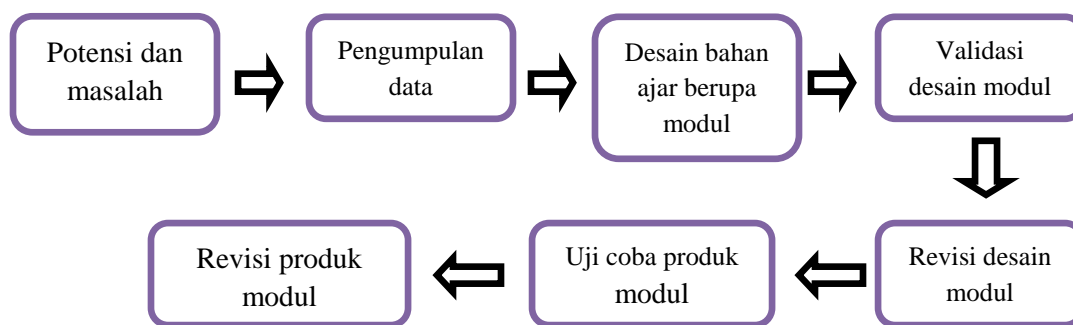 Potensi dan
masalah
Pengumpulan
data
Desain bahan
ajar berupa
modul
Validasi
desain modul
Revisi desain
modul
Uji coba produk
modul
Revisi produk
modul